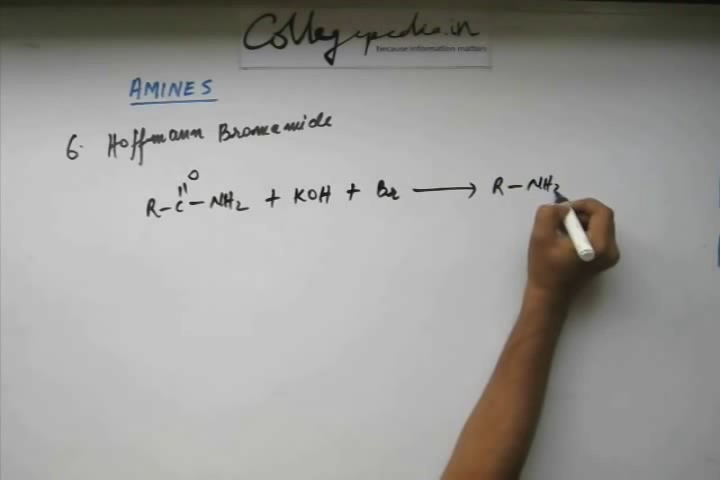 Collegepedia.in
because information matters
AMINES
6. Hoffmann Bromamide
O
R-C-NH2 + KOH + Br → R-NH2